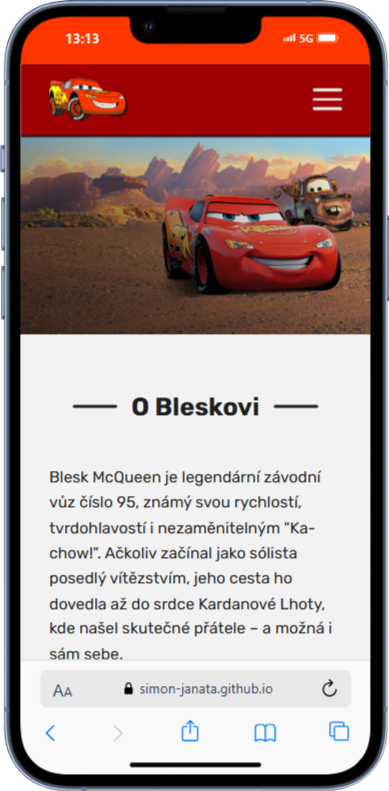 13:13
5G
O Bleskovi
Blesk McQueen je legendární závodní
vůz číslo 95, známý svou rychlostí,
tvrdohlavostí i nezaměnitelným "Ka-
chow!". Ačkoliv začínal jako sólista
posedlý vítězstvím, jeho cesta ho
dovedla až do srdce Kardanové Lhoty,
kde našel skutečné přátele – a možná i
sám sebe.
AA simon-janata.github.io